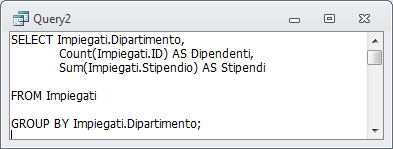 Query2
SELECT Impiegati.Dipartimento,
Count(Impiegati.ID) AS Dipendenti,
Sum(Impiegati.Stipendio) AS Stipendi
FROM Impiegati
GROUP BY Impiegati.Dipartimento;